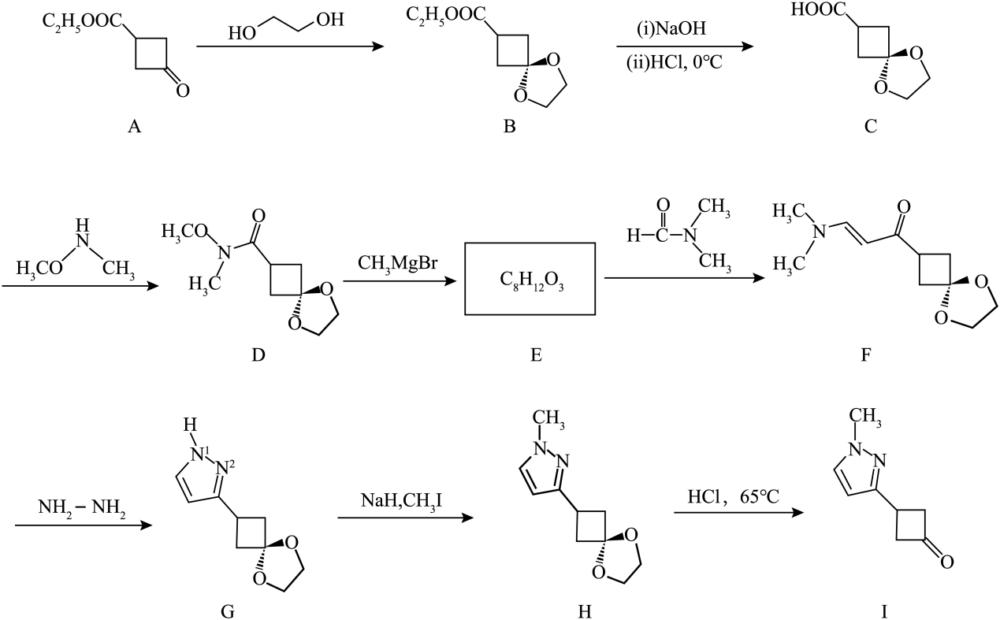 C₂H₅OOC
O
A
HO
OH
C₂H₅OOC
O
O
B
(i)NaOH
(ii)HCl, 0℃
HOOC
O
O
C
H
N
H₃CO
CH₃
O
H₃CO
N
H₃C
O
O
D
CH₃MgBr
C₈H₁₂O₃
E
O
CH₃
H–C–N
CH₃
O
H₃C
N
H₃C
O
O
F
NH₂–NH₂
H
N¹
N²
O
O
G
NaH,CH₃I
CH₃
N
N
O
O
H
HCl, 65℃
CH₃
N
N
O
I